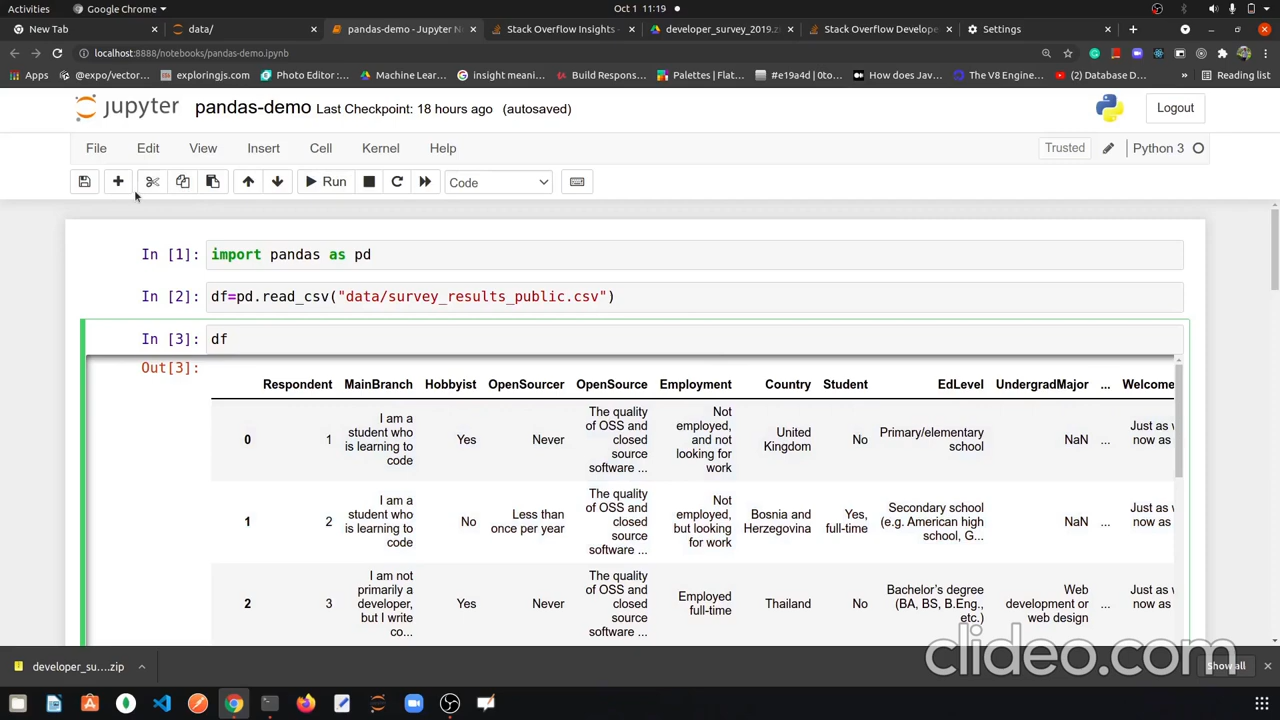 Activities
Google Chrome
Oct 1 11:19
New Tab
data/
pandas-demo - Jupyter N
Stack Overflow Insights -
developer_survey_2019.z
Stack Overflow Develope
Settings
localhost:8888/notebooks/pandas-demo.ipynb
Apps
@expo/vector...
exploringjs.com
Photo Editor :...
Machine Lear...
insight meani...
Build Respons...
Palettes | Flat...
#e19a4d | 0to...
How does Jav...
The V8 Engine...
(2) Database D...
»
Reading list
jupyter
pandas-demo Last Checkpoint: 18 hours ago (autosaved)
Logout
File
Edit
View
Insert
Cell
Kernel
Help
Trusted
Python 3
Run
Code
In [1]: import pandas as pd
In [2]: df=pd.read_csv("data/survey_results_public.csv")
In [3]: df
Out[3]:
Respondent MainBranch Hobbyist OpenSourcer OpenSource Employment Country Student EdLevel UndergradMajor ... Welcome
0
1
I am a
student who
is learning to
code
Yes
Never
The quality
of OSS and
closed
source
software ...
Not
employed,
and not
looking for
work
United
Kingdom
No
Primary/elementary
school
NaN
...
Just as
now as
1
2
I am a
student who
is learning to
code
No
Less than
once per year
The quality
of OSS and
closed
source
software ...
Not
employed,
but looking
for work
Bosnia and
Herzegovina
Yes,
full-time
Secondary school
(e.g. American high
school, G...
NaN
...
Just as
now as
2
3
I am not
primarily a
developer,
but I write
co...
Yes
Never
The quality
of OSS and
closed
source
software ...
Employed
full-time
Thailand
No
Bachelor's degree
(BA, BS, B.Eng.,
etc.)
Web
development or
web design
...
Just as
now as
clideo.com
developer_su....zip
Show all